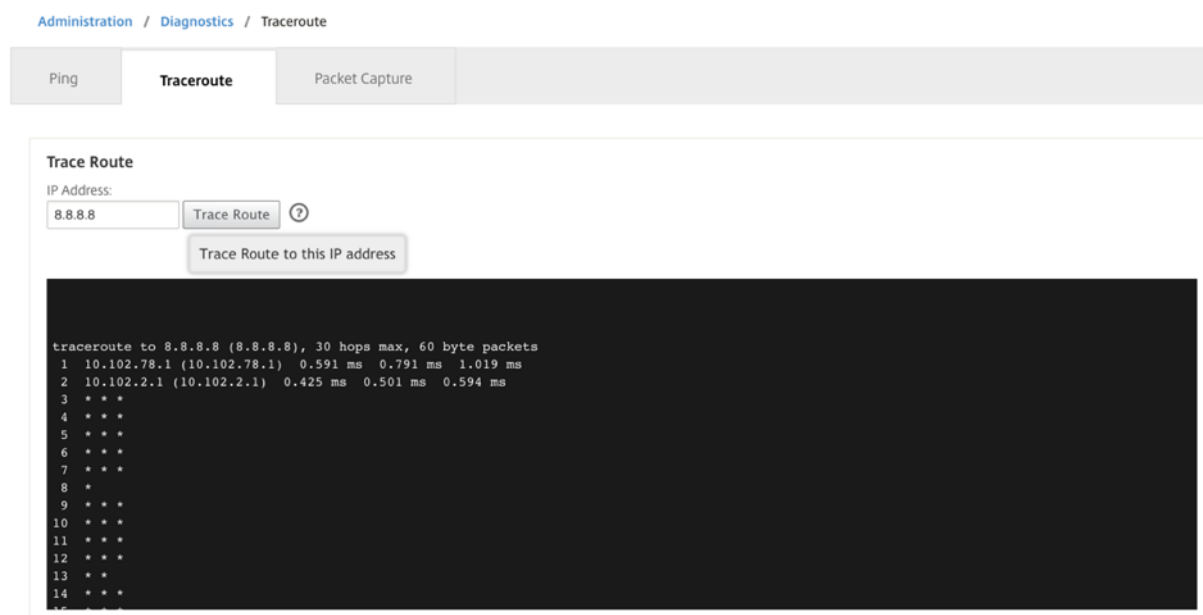 Administration / Diagnostics / Traceroute
Ping Traceroute Packet Capture
Trace Route
IP Address:
8.8.8.8 Trace Route ?
Trace Route to this IP address
traceroute to 8.8.8.8 (8.8.8.8), 30 hops max, 60 byte packets
1 10.102.78.1 (10.102.78.1) 0.591 ms 0.791 ms 1.019 ms
2 10.102.2.1 (10.102.2.1) 0.425 ms 0.501 ms 0.594 ms
3 * * *
4 * * *
5 * * *
6 * * *
7 * * *
8 *
9 * * *
10 * * *
11 * * *
12 * * *
13 * *
14 * * *
15 * * *